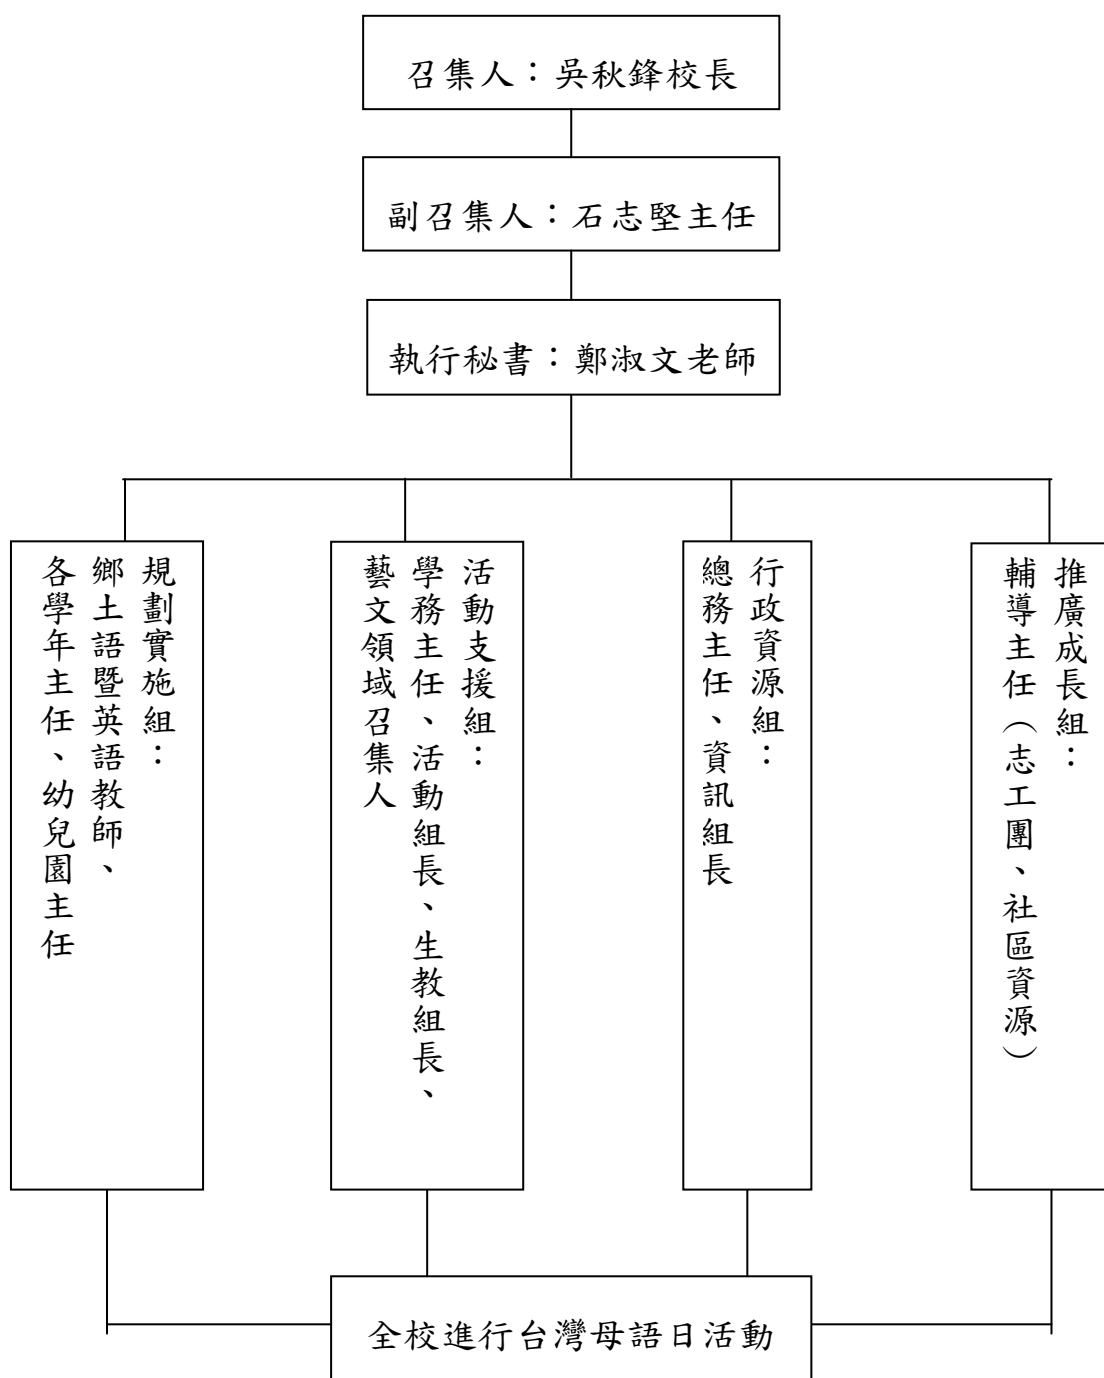 召集人：吳秋鋒校長
副召集人：石志堅主任
執行秘書：鄭淑文老師
規劃實施組：
鄉土語暨英語教師、
各學年主任、幼兒園主任
活動支援組：
學務主任、活動組長、生教組長、
藝文領域召集人
行政資源組：
總務主任、資訊組長
推廣成長組：
輔導主任（志工團、社區資源）
全校進行台灣母語日活動